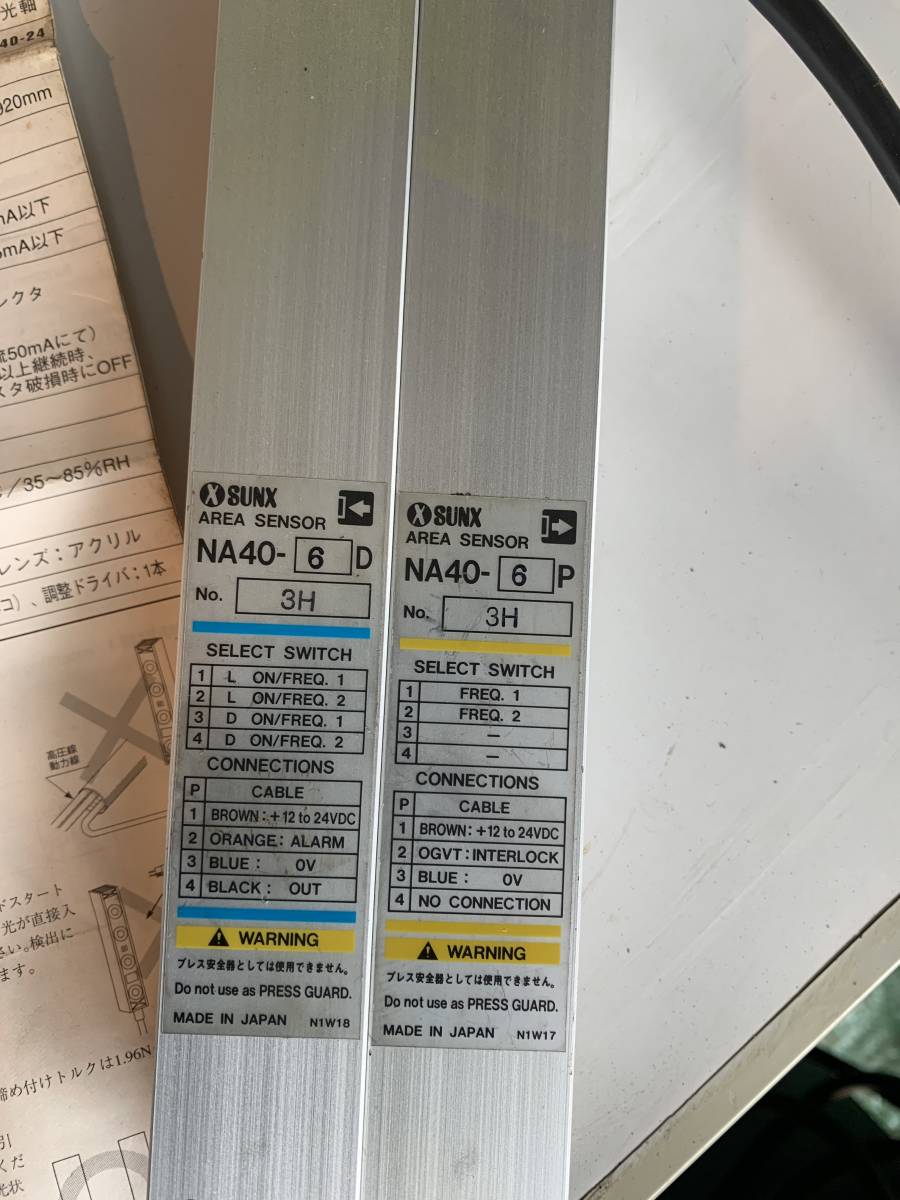 光軸
40-24
920mm
mA以下
5mA以下
レクタ
流50mAにて)
以上継続時、
スタ破損時にOFF
/35~85%RH
レンズ:アクリル
コ)、調整ドライバ:1本
高圧線
動力線
ドスタート
光が直接入
さい。検出に
ます。
締め付けトルクは1.96N
引
くだ
光状
SUNX
AREA SENSOR
NA40- 6 D
No. 3H
SELECT SWITCH
1 L ON/FREQ. 1
2 L ON/FREQ. 2
3 D ON/FREQ. 1
4 D ON/FREQ. 2
CONNECTIONS
P CABLE
1 BROWN:+12 to 24VDC
2 ORANGE: ALARM
3 BLUE: 0V
4 BLACK: OUT
WARNING
プレス安全器としては使用できません。
Do not use as PRESS GUARD.
MADE IN JAPAN N1W18
SUNX
AREA SENSOR
NA40- 6 P
No. 3H
SELECT SWITCH
1 FREQ. 1
2 FREQ. 2
3 —
4 —
CONNECTIONS
P CABLE
1 BROWN:+12 to 24VDC
2 OGVT:INTERLOCK
3 BLUE: 0V
4 NO CONNECTION
WARNING
プレス安全器としては使用できません。
Do not use as PRESS GUARD.
MADE IN JAPAN N1W17